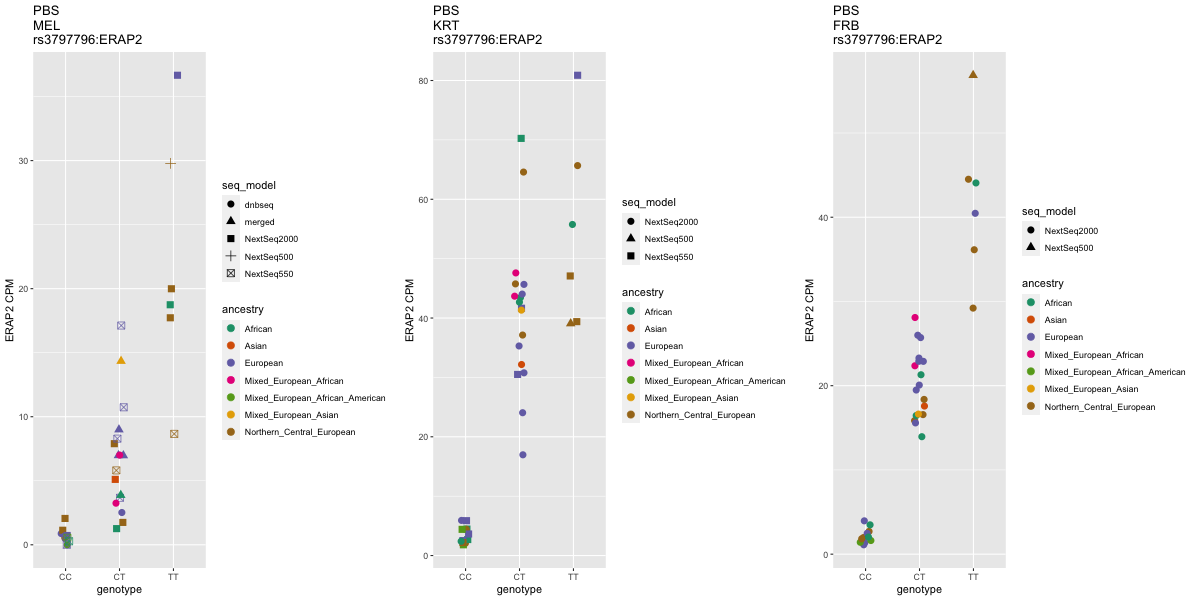 PBS
MEL
rs3797796:ERAP2
ERAP2 CPM
30
20
10
0
CC
CT
TT
genotype
seq_model
dnbseq
merged
NextSeq2000
NextSeq500
NextSeq550
ancestry
African
Asian
European
Mixed_European_African
Mixed_European_African_American
Mixed_European_Asian
Northern_Central_European
PBS
KRT
rs3797796:ERAP2
ERAP2 CPM
80
60
40
20
0
CC
CT
TT
genotype
seq_model
NextSeq2000
NextSeq500
NextSeq550
ancestry
African
Asian
European
Mixed_European_African
Mixed_European_African_American
Mixed_European_Asian
Northern_Central_European
PBS
FRB
rs3797796:ERAP2
ERAP2 CPM
40
20
0
CC
CT
TT
genotype
seq_model
NextSeq2000
NextSeq500
ancestry
African
Asian
European
Mixed_European_African
Mixed_European_African_American
Mixed_European_Asian
Northern_Central_European